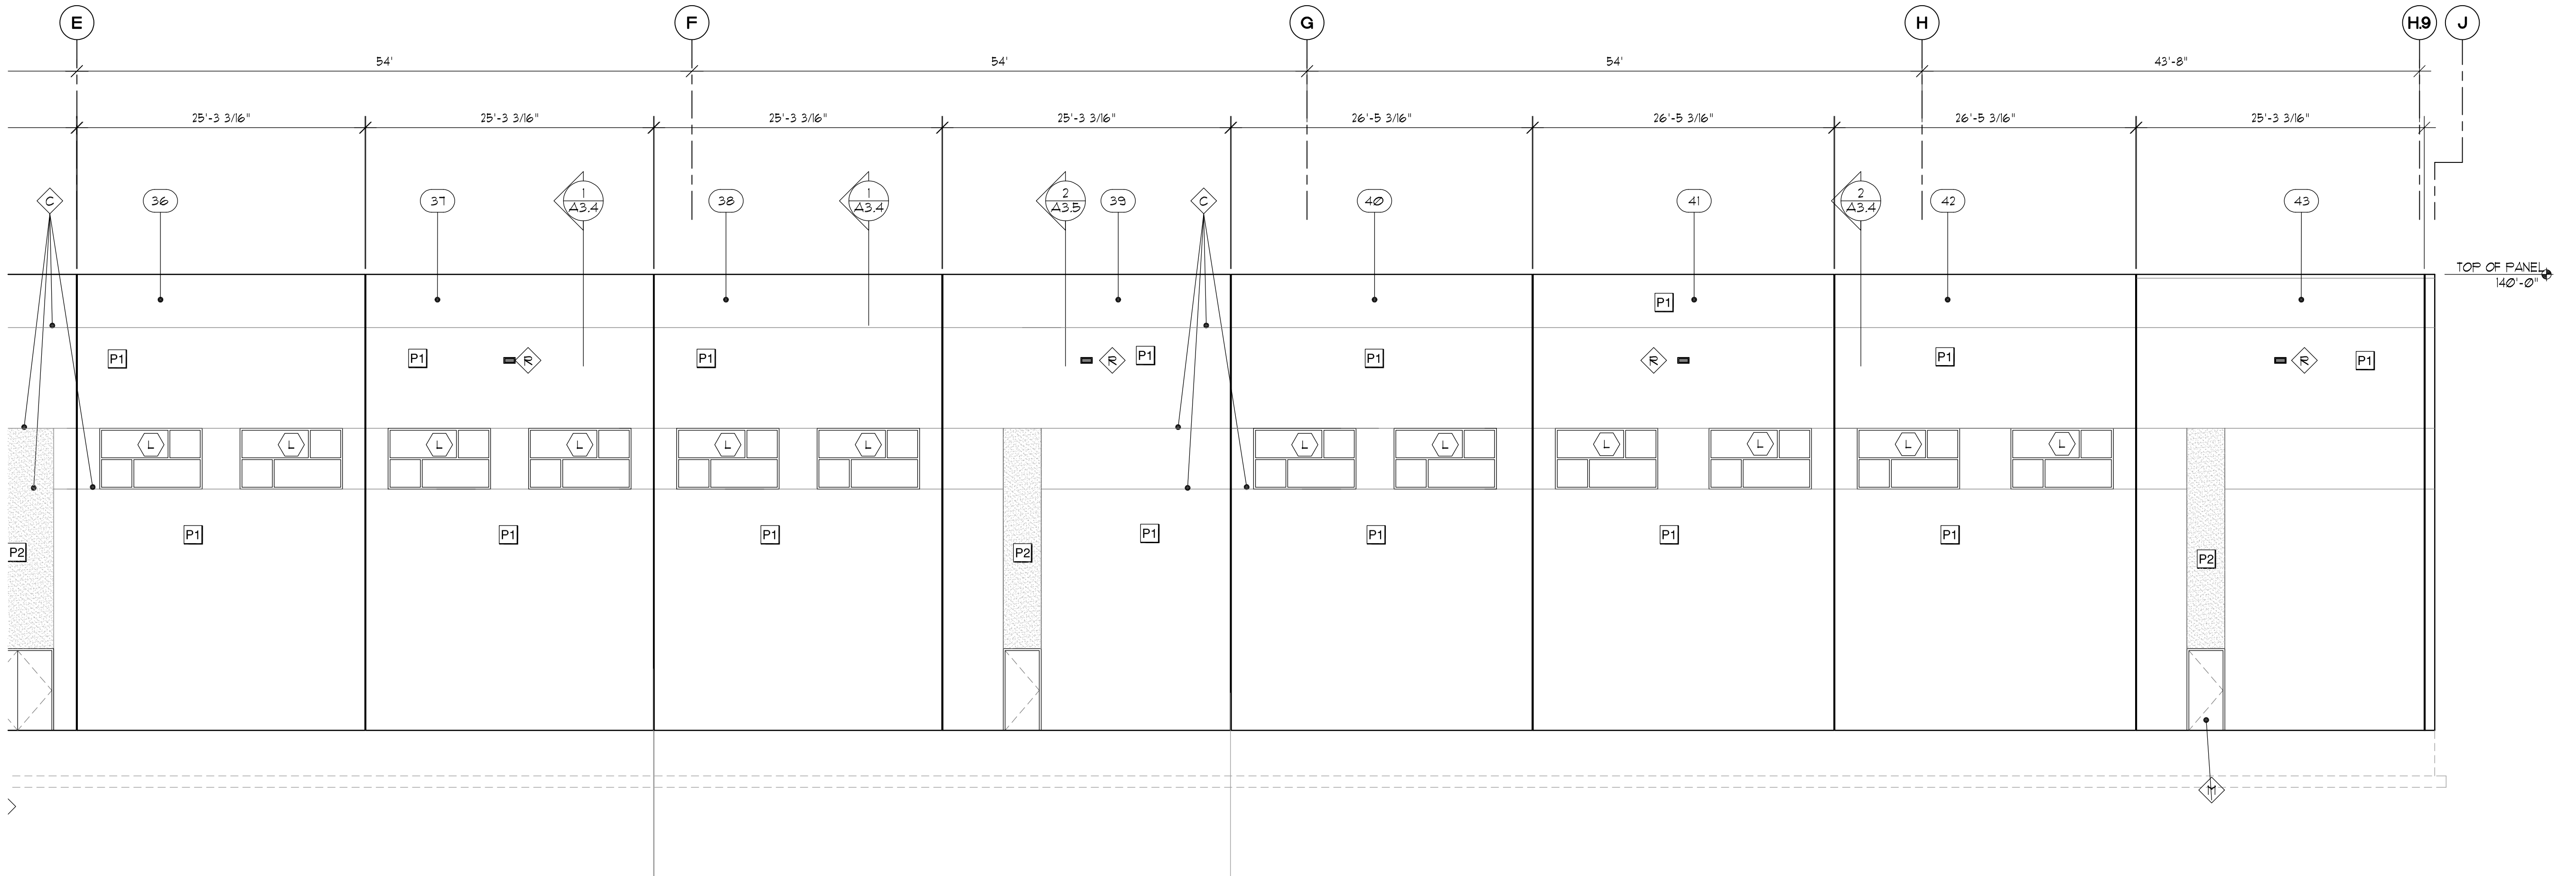 E F G H H.9 J
54' 54' 54' 43'-8"
25'-3 3/16" 25'-3 3/16" 25'-3 3/16" 25'-3 3/16" 26'-5 3/16" 26'-5 3/16" 26'-5 3/16" 25'-3 3/16"
1 1 2 2
C 36 37 38 39 C 40 41 42 43
A3.4 A3.4 A3.5 A3.4
TOP OF PANEL
140'-0"
P1
P1 P1 R P1 R P1 P1 R P1 R P1
L L L L L L L L L L L L
P1 P1 P1 P1 P1 P1 P1
P2 P2 P2
M